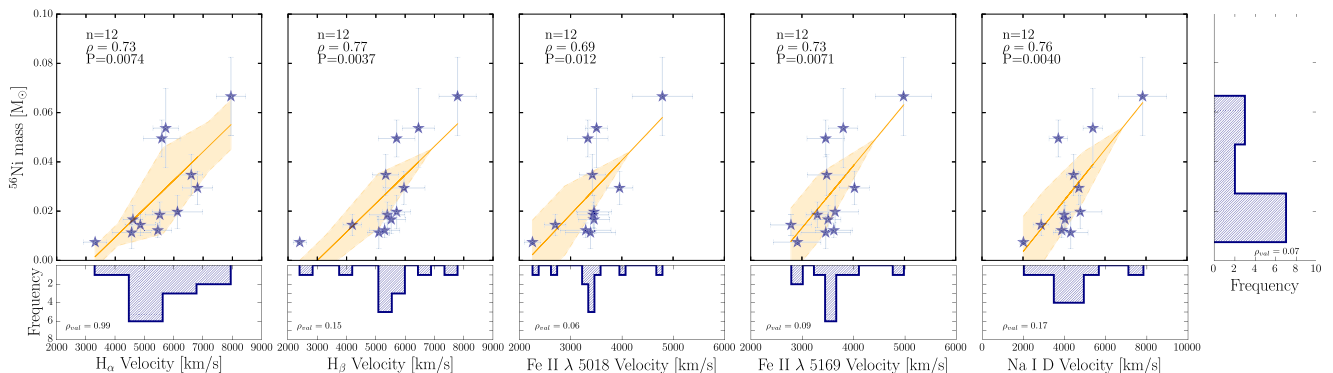 n=12
ρ = 0.73
P=0.0074
n=12
ρ = 0.77
P=0.0037
n=12
ρ = 0.69
P=0.012
n=12
ρ = 0.73
P=0.0071
n=12
ρ = 0.76
P=0.0040
0.10
0.08
0.06
0.04
0.02
0.00
⁵⁶Ni mass [M⊙]
ρval = 0.07
0 2 4 6 8 10
Frequency
Frequency
2
4
6
8
ρval = 0.99
ρval = 0.15
ρval = 0.06
ρval = 0.09
ρval = 0.17
2000 3000 4000 5000 6000 7000 8000 9000
2000 3000 4000 5000 6000 7000 8000 9000
2000 3000 4000 5000 6000
2000 3000 4000 5000 6000
0 2000 4000 6000 8000 10000
Hα Velocity [km/s]
Hβ Velocity [km/s]
Fe II λ 5018 Velocity [km/s]
Fe II λ 5169 Velocity [km/s]
Na I D Velocity [km/s]